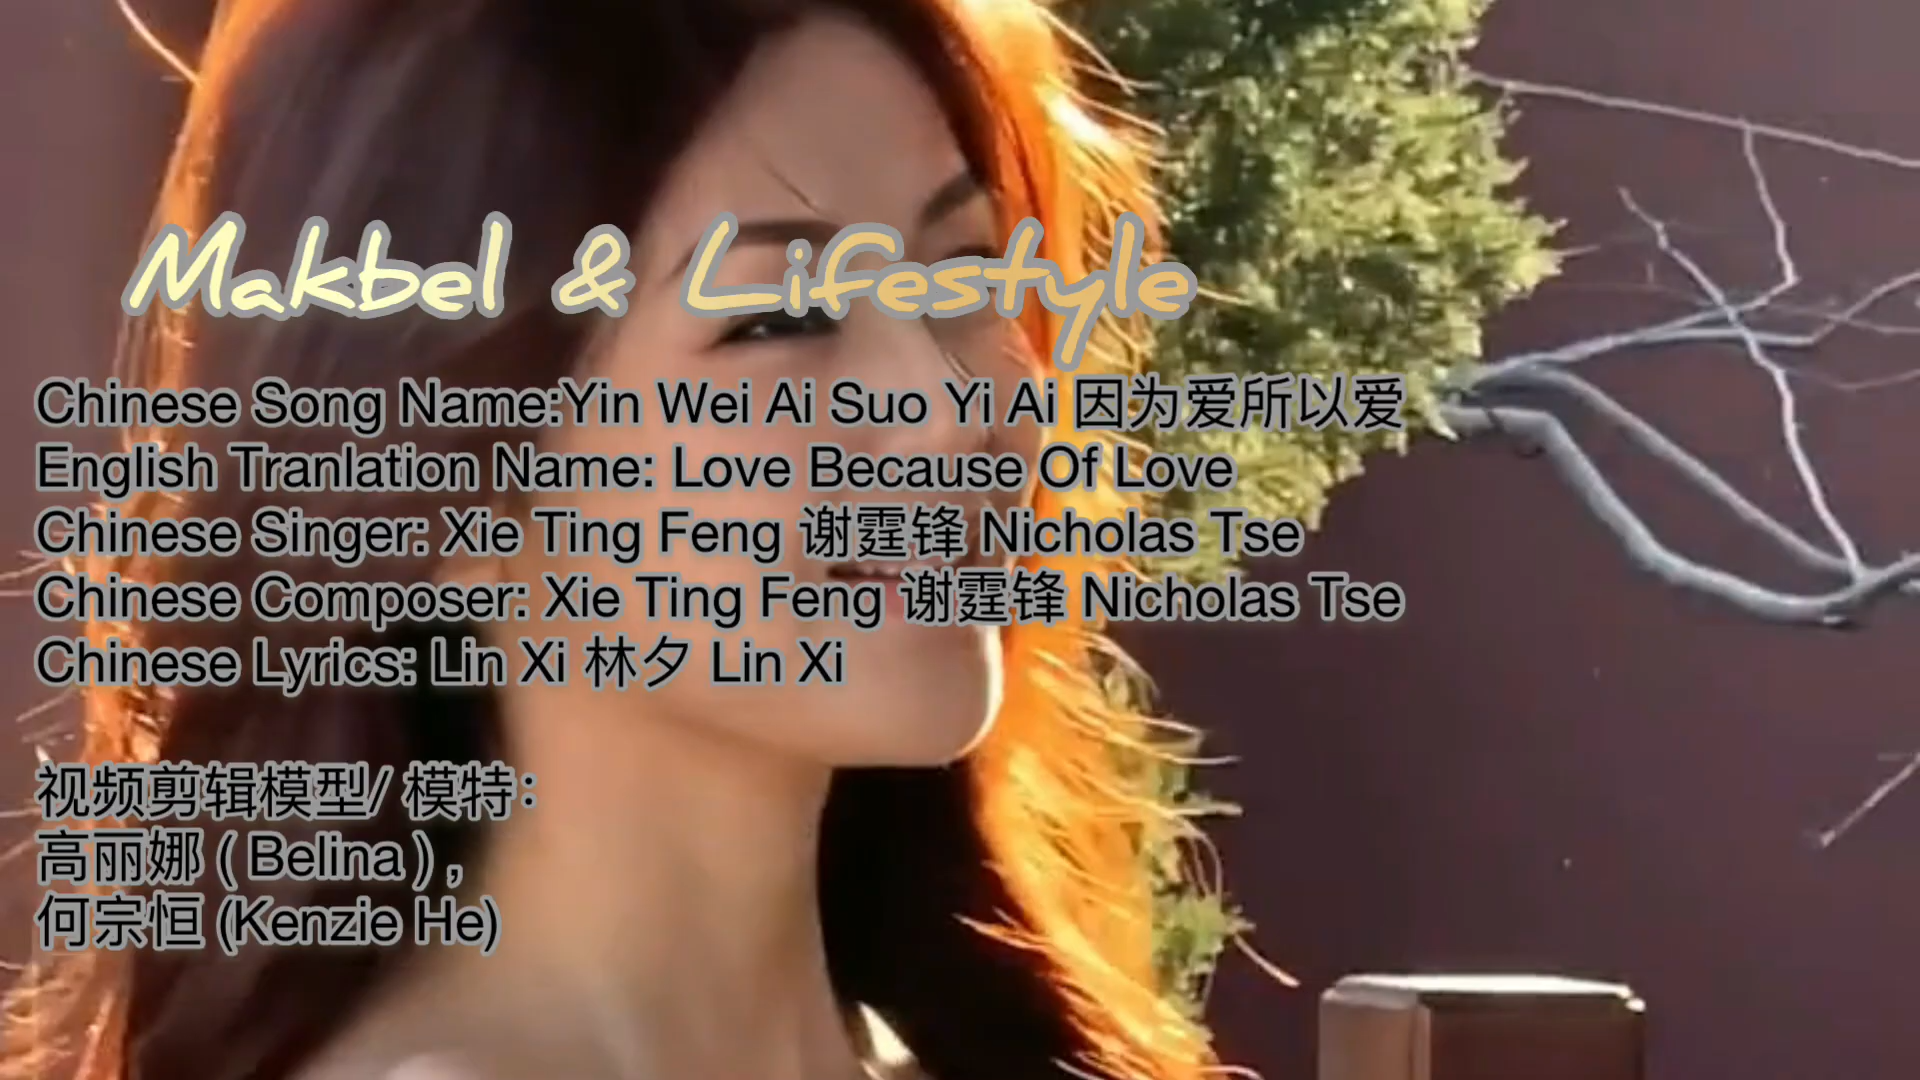 Makbel & Lifestyle
Chinese Song Name:Yin Wei Ai Suo Yi Ai 因为爱所以爱
English Tranlation Name: Love Because Of Love
Chinese Singer: Xie Ting Feng 谢霆锋 Nicholas Tse
Chinese Composer: Xie Ting Feng 谢霆锋 Nicholas Tse
Chinese Lyrics: Lin Xi 林夕 Lin Xi
视频剪辑模型/ 模特:
高丽娜 ( Belina ) ,
何宗恒 (Kenzie He)